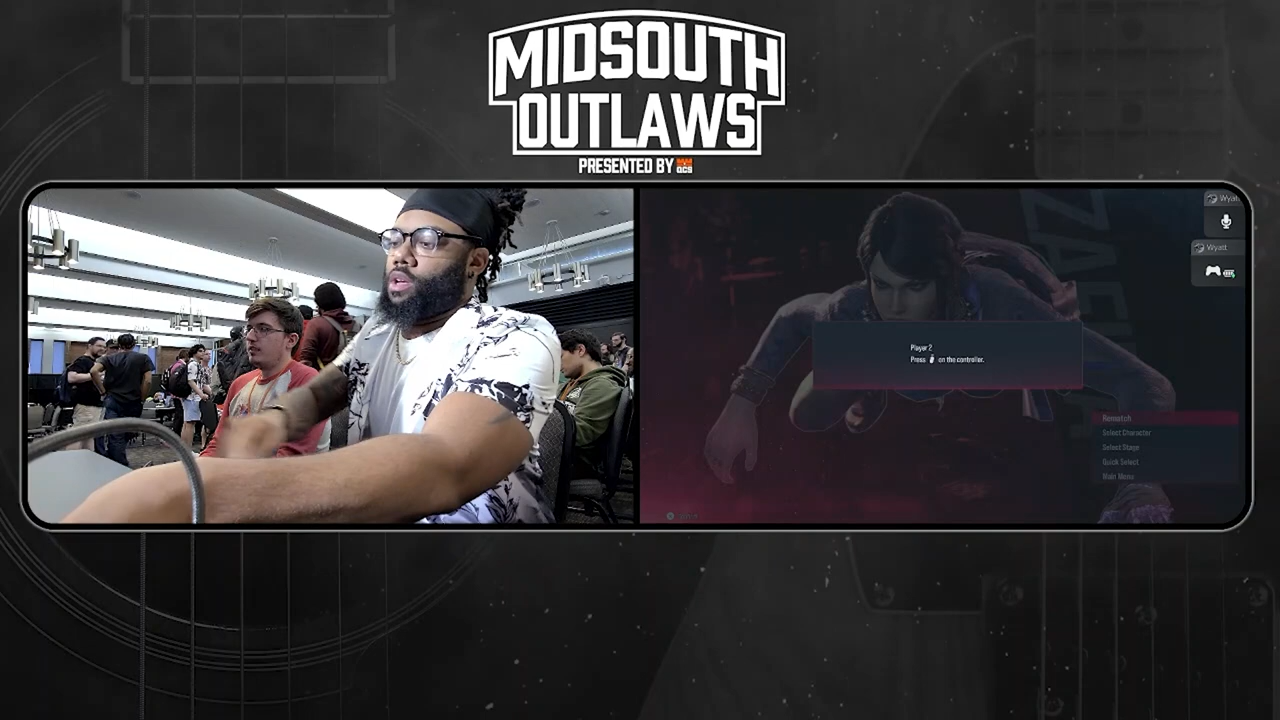 MIDSOUTH
OUTLAWS
PRESENTED BY QCS
Wyatt
Wyatt
Player 2
Press on the controller.
Rematch
Select Character
Select Stage
Quick Select
Main Menu